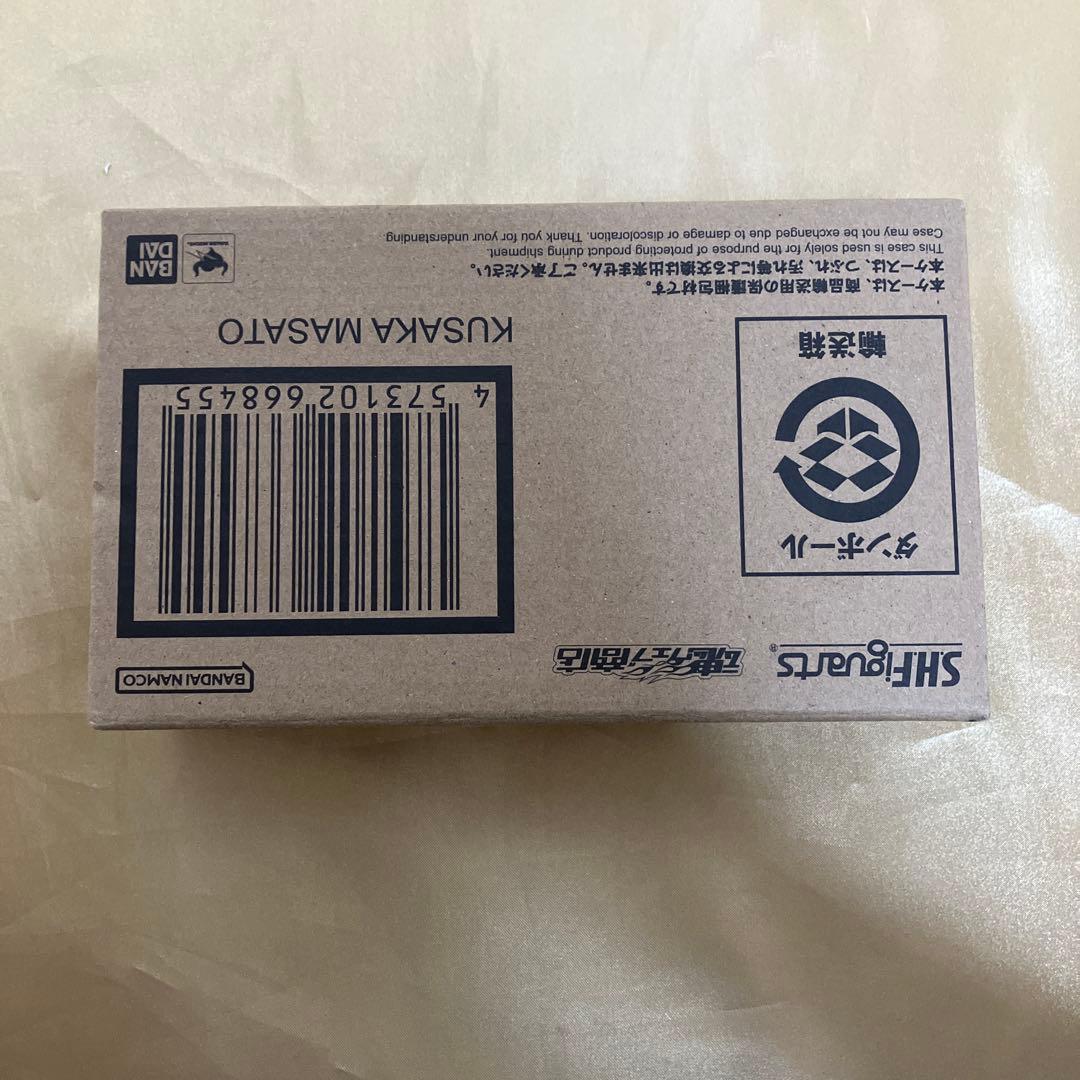 S.H.Figuarts®
魂ウェブ商店
BANDAI NAMCO
ダンボール
輸送箱
4 573102 668455
KUSAKA MASATO
本ケースは、商品輸送用の保護梱包材です。
本ケースは、つぶれ、汚れ等による交換は出来ません。ご了承ください。
This case is used solely for the purpose of protecting product during shipment.
Case may not be exchanged due to damage or discoloration. Thank you for your understanding.
BAN
DAI